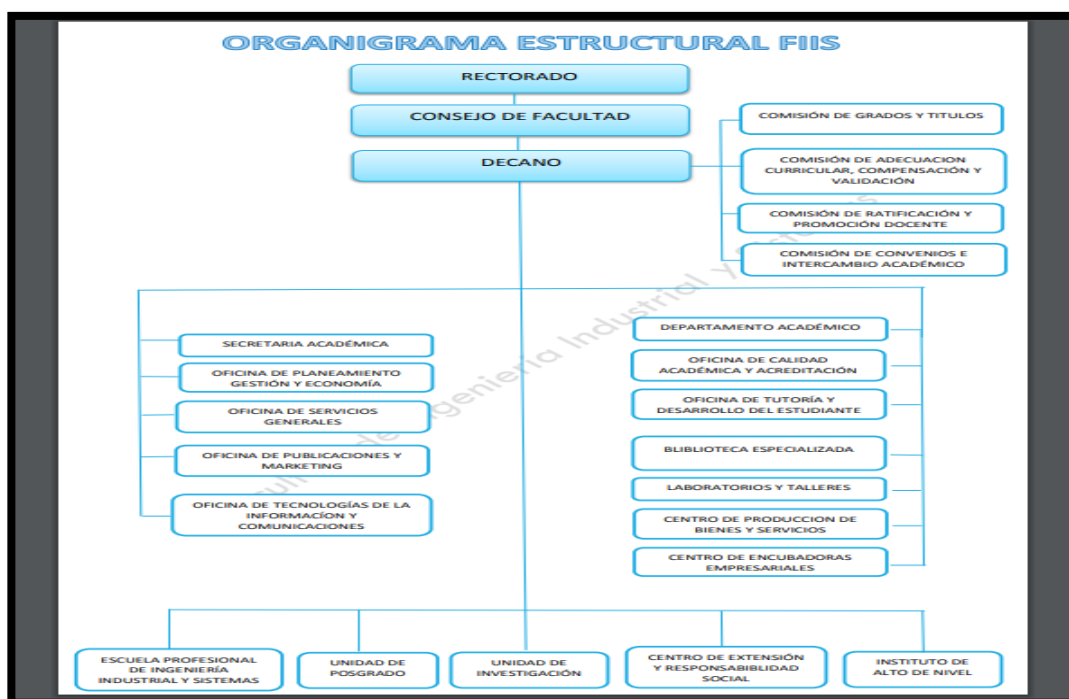 ORGANIGRAMA ESTRUCTURAL FIIS
RECTORADO
CONSEJO DE FACULTAD
DECANO
COMISIÓN DE GRADOS Y TITULOS
COMISIÓN DE ADECUACION
CURRICULAR, COMPENSACIÓN Y
VALIDACIÓN
COMISIÓN DE RATIFICACIÓN Y
PROMOCIÓN DOCENTE
COMISIÓN DE CONVENIOS E
INTERCAMBIO ACADÉMICO
SECRETARIA ACADÉMICA
OFICINA DE PLANEAMIENTO
GESTIÓN Y ECONOMÍA
OFICINA DE SERVICIOS
GENERALES
OFICINA DE PUBLICACIONES Y
MARKETING
OFICINA DE TECNOLOGÍAS DE LA
INFORMACÍON Y
COMUNICACIONES
DEPARTAMENTO ACADÉMICO
OFICINA DE CALIDAD
ACADÉMICA Y ACREDITACIÓN
OFICINA DE TUTORÍA Y
DESARROLLO DEL ESTUDIANTE
BLIBLIOTECA ESPECIALIZADA
LABORATORIOS Y TALLERES
CENTRO DE PRODUCCION DE
BIENES Y SERVICIOS
CENTRO DE ENCUBADORAS
EMPRESARIALES
ESCUELA PROFESIONAL
DE INGENIERÍA
INDUSTRIAL Y SISTEMAS
UNIDAD DE
POSGRADO
UNIDAD DE
INVESTIGACIÓN
CENTRO DE EXTENSIÓN
Y RESPONSABIBLIDAD
SOCIAL
INSTITUTO DE
ALTO DE NIVEL
de Ingeniería Industrial y